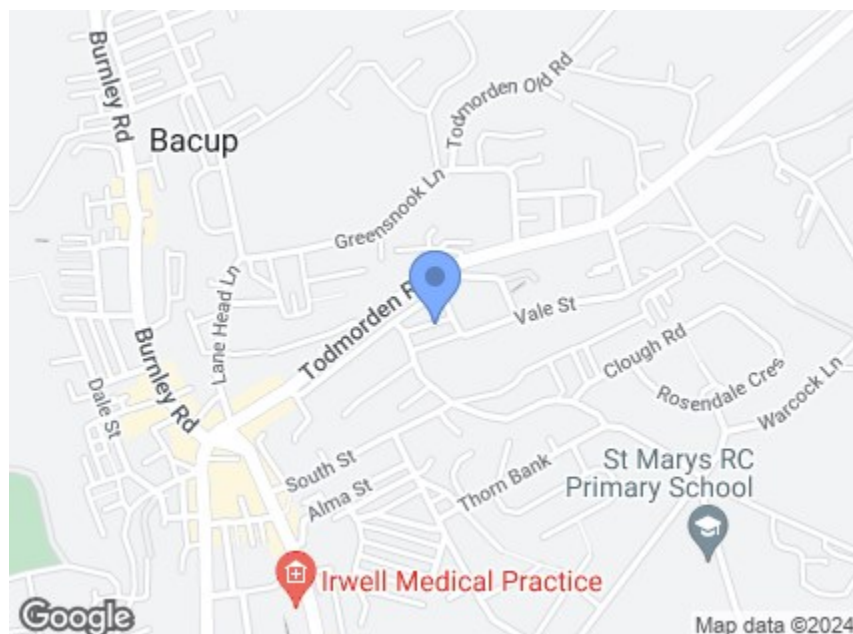 Burnley Rd
Bacup
Todmorden Old Rd
Greensnook Ln
Lane Head Ln
Todmorden R
Vale St
Burnley Rd
Dale St
Clough Rd
Rosendale Cres
Warcock Ln
South St
Alma St
Thorn Bank
St Marys RC
Primary School
Irwell Medical Practice
Google
Map data ©2024